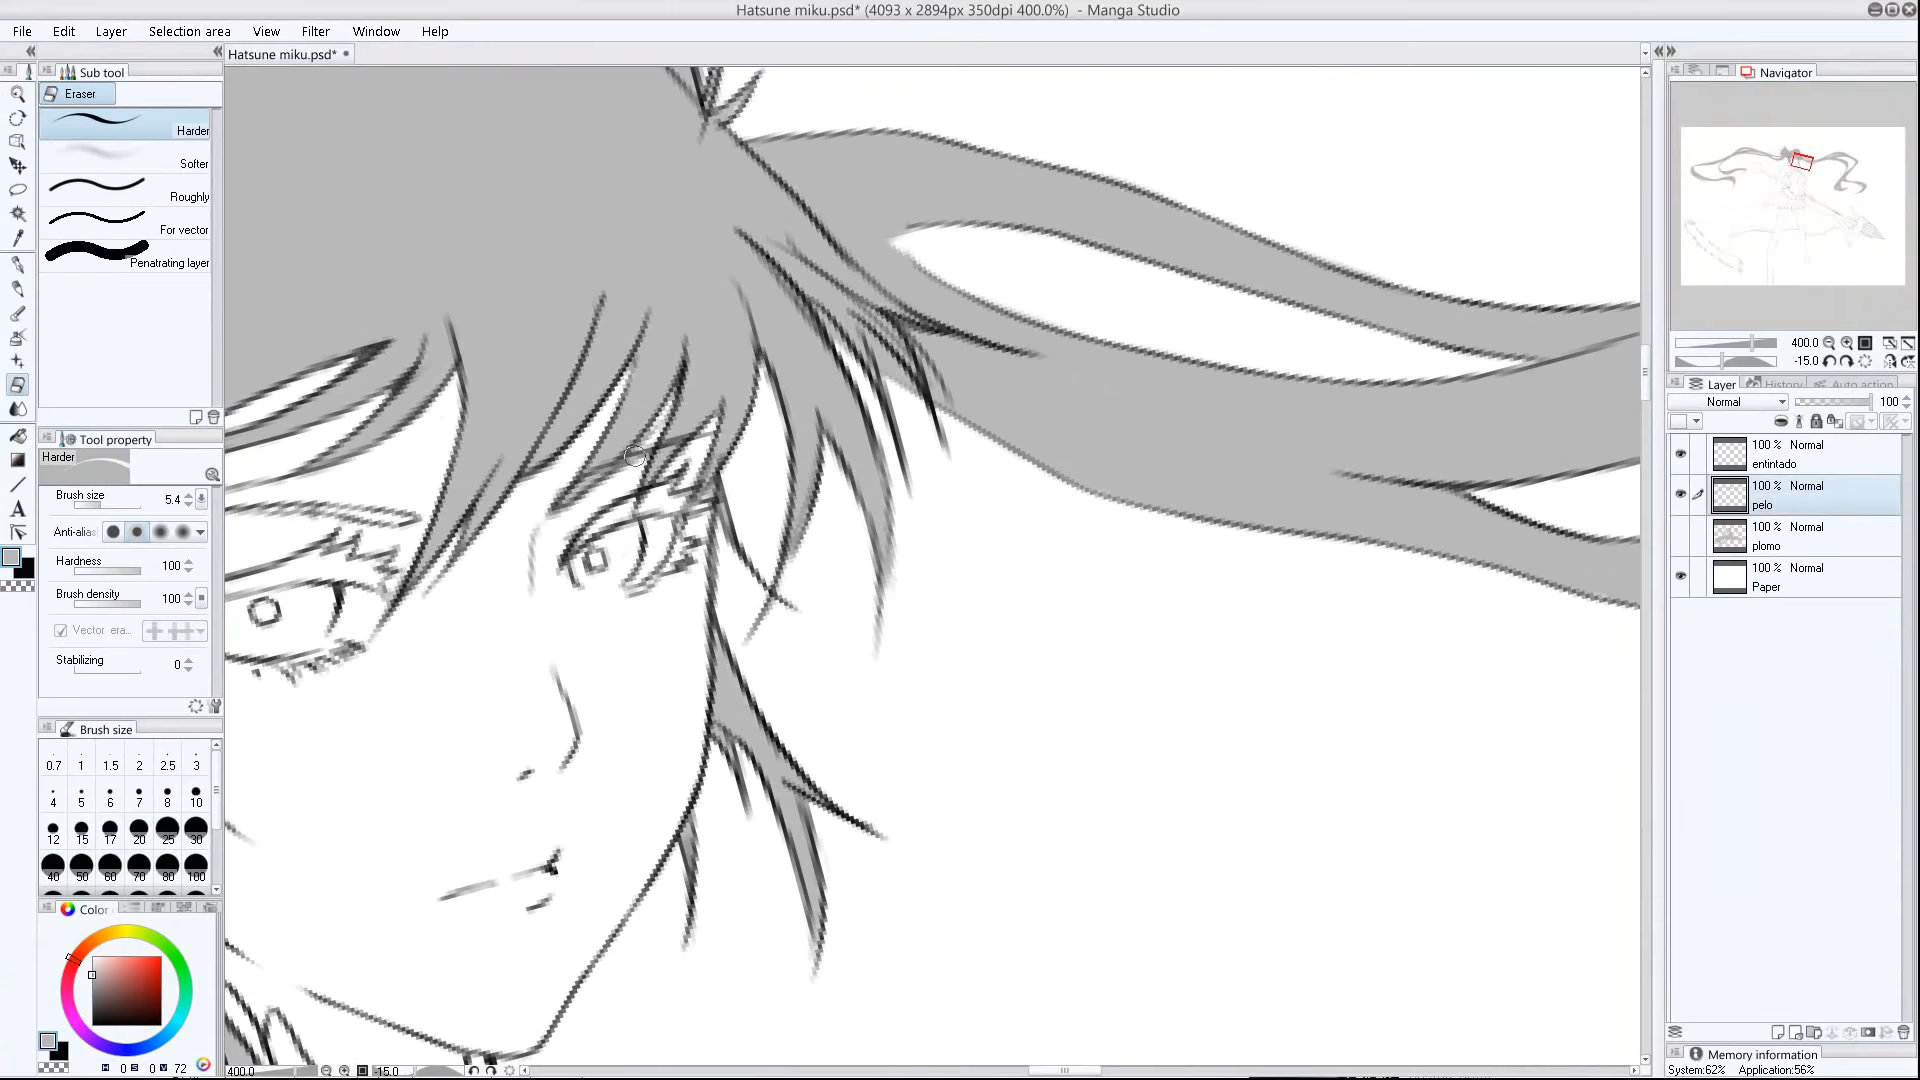 Hatsune miku.psd* (4093 x 2894px 350dpi 400.0%) - Manga Studio
File Edit Layer Selection area View Filter Window Help
Hatsune miku.psd*
Sub tool
Eraser
Harder
Softer
Roughly
For vector
Penatrating layer
Tool property
Harder
Brush size 5.4
Anti-alias
Hardness 100
Brush density 100
Vector era..
Stabilizing 0
Brush size
0.7 1 1.5 2 2.5 3
4 5 6 7 8 10
12 15 17 20 25 30
40 50 60 70 80 100
Color
H 0 S 0 V 72
400.0 -15.0
Navigator
400.0
-15.0
Layer History Auto action
Normal 100
100 % Normal
entintado
100 % Normal
pelo
100 % Normal
plomo
100 % Normal
Paper
Memory information
System:62% Application:56%